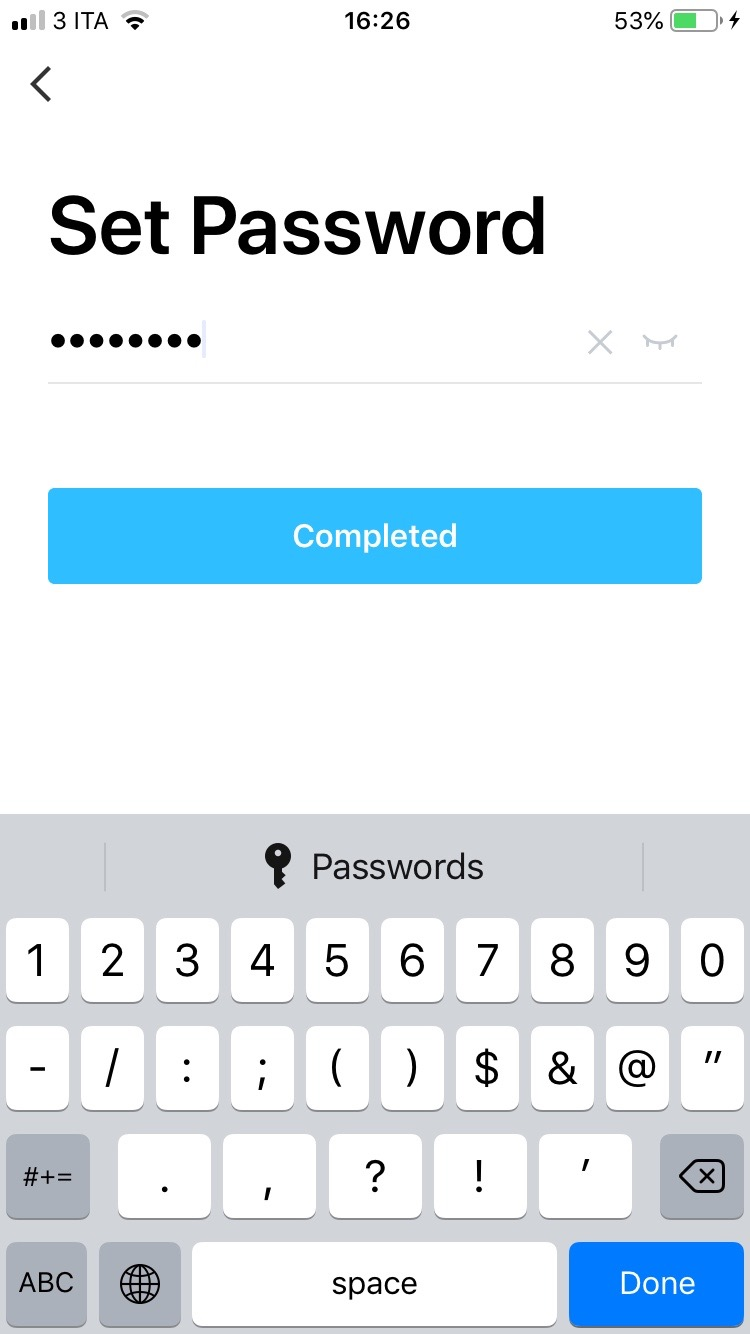 3 ITA 16:26 53%
Set Password
••••••••
Completed
Passwords
1 2 3 4 5 6 7 8 9 0
- / : ; ( ) $ & @ "
#+= . , ? ! '
ABC space Done